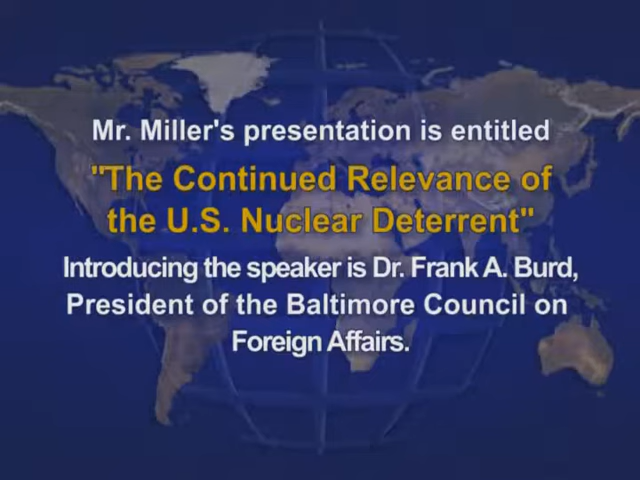 Mr. Miller's presentation is entitled
"The Continued Relevance of
the U.S. Nuclear Deterrent"
Introducing the speaker is Dr. Frank A. Burd,
President of the Baltimore Council on
Foreign Affairs.